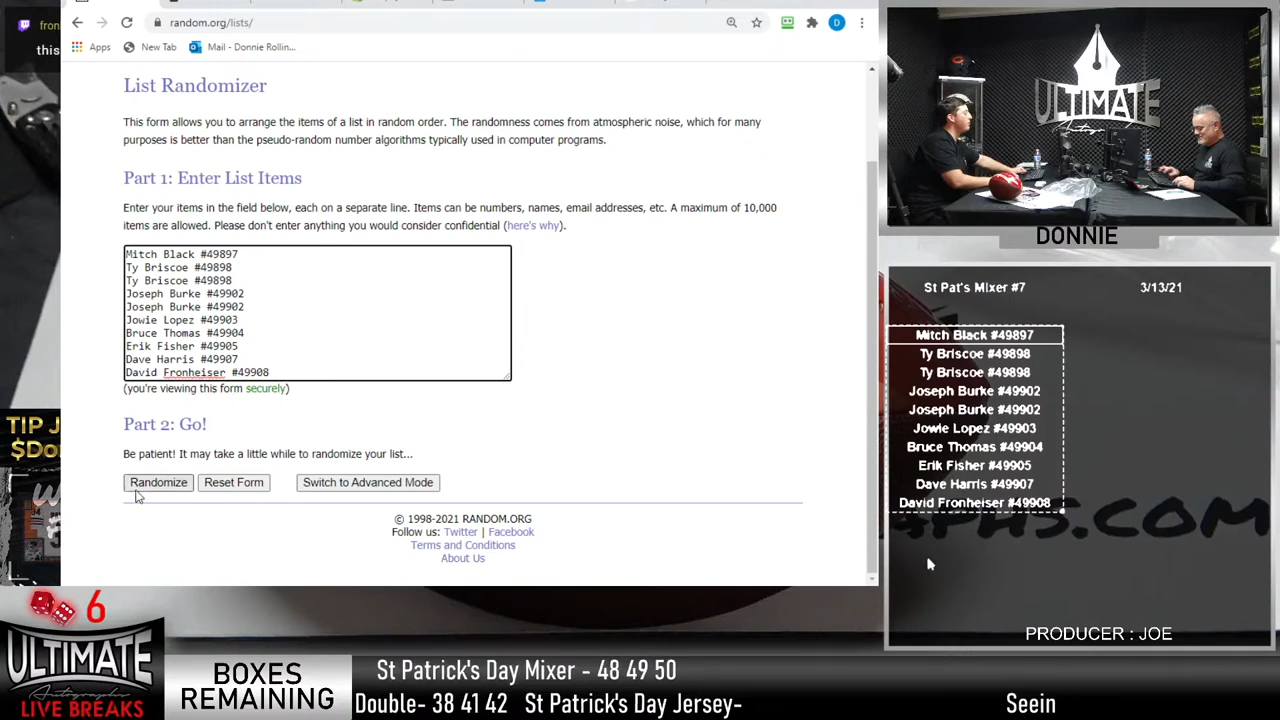 fron
this
random.org/lists/
D
Apps
New Tab
Mail - Donnie Rollin...
List Randomizer
This form allows you to arrange the items of a list in random order. The randomness comes from atmospheric noise, which for many
purposes is better than the pseudo-random number algorithms typically used in computer programs.
Part 1: Enter List Items
Enter your items in the field below, each on a separate line. Items can be numbers, names, email addresses, etc. A maximum of 10,000
items are allowed. Please don't enter anything you would consider confidential (here's why).
Mitch Black #49897
Ty Briscoe #49898
Ty Briscoe #49898
Joseph Burke #49902
Joseph Burke #49902
Jowie Lopez #49903
Bruce Thomas #49904
Erik Fisher #49905
Dave Harris #49907
David Fronheiser #49908
(you're viewing this form securely)
Part 2: Go!
Be patient! It may take a little while to randomize your list...
Randomize
Reset Form
Switch to Advanced Mode
© 1998-2021 RANDOM.ORG
Follow us: Twitter | Facebook
Terms and Conditions
About Us
ULTIMATE
Autographs
DONNIE
St Pat's Mixer #7 3/13/21
Mitch Black #49897
Ty Briscoe #49898
Ty Briscoe #49898
Joseph Burke #49902
Joseph Burke #49902
Jowie Lopez #49903
Bruce Thomas #49904
Erik Fisher #49905
Dave Harris #49907
David Fronheiser #49908
APHS.COM
PRODUCER : JOE
TIP J
$Do
6
ULTIMATE
Autographs
LIVE BREAKS
BOXES
REMAINING
St Patrick's Day Mixer - 48 49 50
Double- 38 41 42 St Patrick's Day Jersey-
Seein